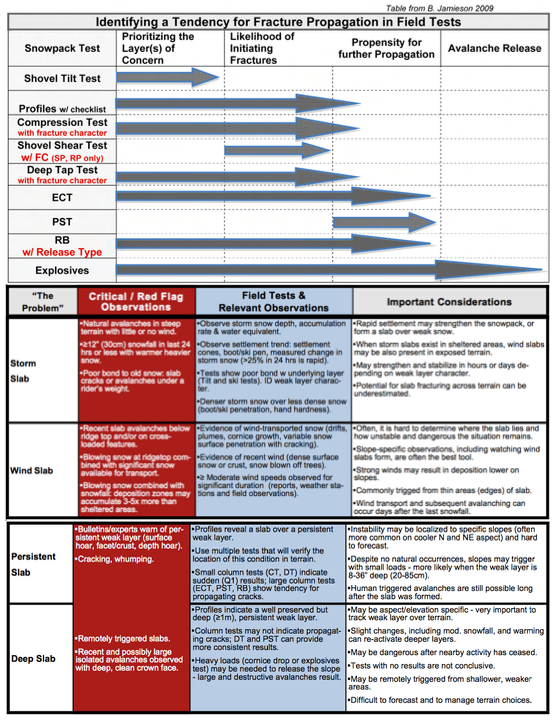 Table from B. Jamieson 2009
Identifying a Tendency for Fracture Propagation in Field Tests
Snowpack Test
Prioritizing the
Layer(s) of
Concern
Likelihood of
Initiating
Fractures
Propensity for
further Propagation
Avalanche Release
Shovel Tilt Test
Profiles w/ checklist
Compression Test
with fracture character
Shovel Shear Test
w/ FC (SP, RP only)
Deep Tap Test
with fracture character
ECT
PST
RB
w/ Release Type
Explosives
"The
Problem"
Critical / Red Flag
Observations
Field Tests &
Relevant Observations
Important Considerations
Storm
Slab
•Natural avalanches in steep
terrain with little or no wind.
•≥12" (30cm) snowfall in last 24
hrs or less with warmer heavier
snow.
•Poor bond to old snow: slab
cracks or avalanches under a
rider's weight.
•Observe storm snow depth, accumulation
rate & water equivalent.
•Observe settlement trend: settlement
cones, boot/ski pen, measured change in
storm snow (>25% in 24 hrs is rapid).
•Tests show poor bond w underlying layer
(Tilt and ski tests). ID weak layer charac-
ter.
•Denser storm snow over less dense snow
(boot/ski penetration, hand hardness).
•Rapid settlement may strengthen the snowpack, or
form a slab over weak snow.
•When storm slabs exist in sheltered areas, wind slabs
may be also present in exposed terrain.
•May strengthen and stabilize in hours or days de-
pending on weak layer character.
•Potential for slab fracturing across terrain can be
underestimated.
Wind Slab
•Recent slab avalanches below
ridge top and/or on cross-
loaded features.
•Blowing snow at ridgetop com-
bined with significant snow
available for transport.
•Blowing snow combined with
snowfall: deposition zones may
accumulate 3-5x more than
sheltered areas.
•Evidence of wind-transported snow (drifts,
plumes, cornice growth, variable snow
surface penetration with cracking).
•Evidence of recent wind (dense surface
snow or crust, snow blown off trees).
•≥ Moderate wind speeds observed for
significant duration (reports, weather sta-
tions and field observations).
•Often, it is hard to determine where the slab lies and
how unstable and dangerous the situation remains.
•Slope-specific observations, including watching wind
slabs form, are often the best tool.
•Strong winds may result in deposition lower on
slopes.
•Commonly trigged from thin areas (edges) of slab.
•Wind transport and subsequent avalanching can
occur days after the last snowfall.
Persistent
Slab
•Bulletins/experts warn of per-
sistent weak layer (surface
hoar, facet/crust, depth hoar).
•Cracking, whumping.
•Profiles reveal a slab over a persistent
weak layer.
•Use multiple tests that will verify the
location of this condition in terrain.
•Small column tests (CT, DT) indicate
sudden (Q1) results; large column tests
(ECT, PST, RB) show tendency for
propagating cracks.
•Instability may be localized to specific slopes (often
more common on cooler N and NE aspect) and
hard to forecast.
•Despite no natural occurrences, slopes may trigger
with small loads - more likely when the weak layer is
8-36" deep (20-85cm).
•Human triggered avalanches are still possible long
after the slab was formed.
Deep Slab
•Remotely triggered slabs.
•Recent and possibly large
isolated avalanches observed
with deep, clean crown face.
•Profiles indicate a well preserved but
deep (≥1m), persistent weak layer.
•Column tests may not indicate propagat-
ing cracks; DT and PST can provide
more consistent results.
•Heavy loads (cornice drop or explosives
test) may be needed to release the slope
- large and destructive avalanches result.
•May be aspect/elevation specific - very important to
track weak layer over terrain.
•Slight changes, including mod. snowfall, and warming
can re-activate deeper layers.
•May be dangerous after nearby activity has ceased.
•Tests with no results are not conclusive.
•May be remotely triggered from shallower, weaker
areas.
•Difficult to forecast and to manage terrain choices.